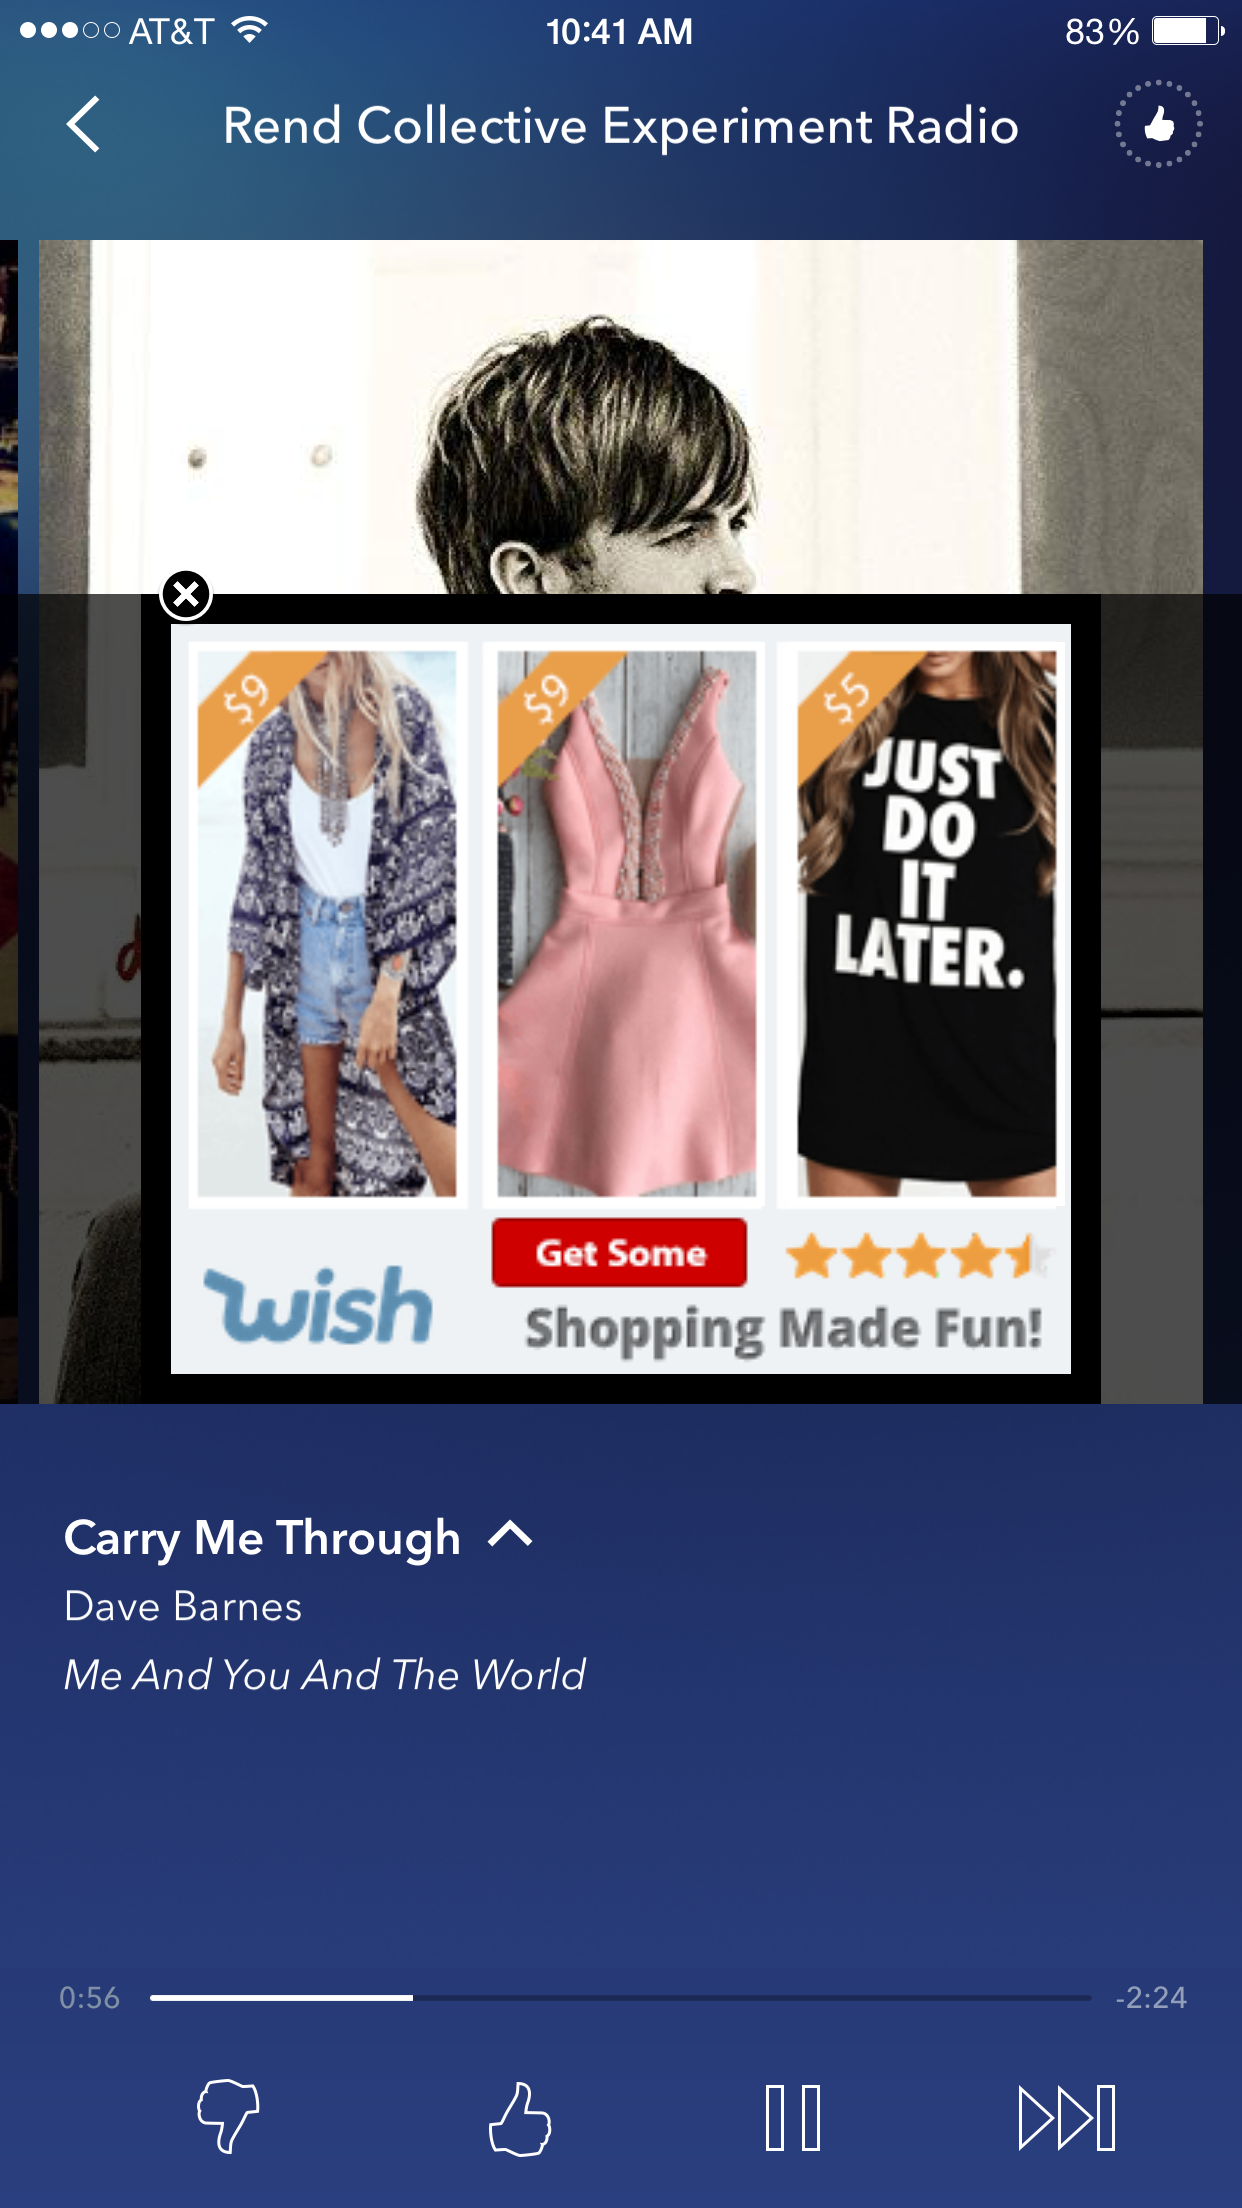 AT&T 10:41 AM 83%
Rend Collective Experiment Radio
$9 $9 $5
JUST
DO
IT
LATER.
Get Some
wish
Shopping Made Fun!
Carry Me Through
Dave Barnes
Me And You And The World
0:56 -2:24